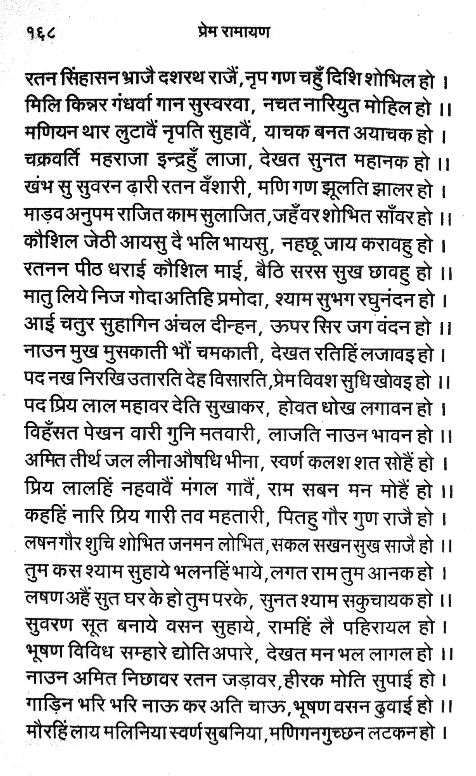 १६८ प्रेम रामायण
रतन सिंहासन भ्राजै दशरथ राजैं, नृप गण चहुँ दिशि शोभिल हो ।
मिलि किन्नर गंधर्वा गान सुस्वरवा, नचत नारियुत मोहिल हो ।।
मणियन थार लुटावैं नृपति सुहावैं, याचक बनत अयाचक हो ।
चक्रवर्ति महराजा इन्द्रहुँ लाजा, देखत सुनत महानक हो ।।
खंभ सु सुवरन ढ़ारी रतन वँशारी, मणि गण झूलति झालर हो ।
माड़व अनुपम राजित काम सुलाजित, जहँ वर शोभित साँवर हो ।।
कौशिल जेठी आयसु दै भलि भायसु, नहछू जाय करावहु हो ।
रतनन पीठ धराई कौशिल माई, बैठि सरस सुख छावहु हो ।।
मातु लिये निज गोदा अतिहि प्रमोदा, श्याम सुभग रघुनंदन हो ।
आई चतुर सुहागिन अंचल दीन्हन, ऊपर सिर जग वंदन हो ।।
नाउन मुख मुसकाती भौं चमकाती, देखत रतिहिं लजावइ हो ।
पद नख निरखि उतारति देह विसारति, प्रेम विवश सुधि खोवइ हो ।।
पद प्रिय लाल महावर देति सुखाकर, होवत धोख लगावन हो ।
विहँसत पेखन वारी गुनि मतवारी, लाजति नाउन भावन हो ।।
अमित तीर्थ जल लीना औषधि भीना, स्वर्ण कलश शत सोहैं हो ।
प्रिय लालहिं नहवावैं मंगल गावैं, राम सबन मन मोहैं हो ।।
कहहिं नारि प्रिय गारी तव महतारी, पितहु गौर गुण राजै हो ।
लषन गौर शुचि शोभित जनमन लोभित, सकल सखन सुख साजै हो ।।
तुम कस श्याम सुहाये भलनहिं भाये, लगत राम तुम आनक हो ।
लषण अहैं सुत घर के हो तुम परके, सुनत श्याम सकुचायक हो ।।
सुवरण सूत बनाये वसन सुहाये, रामहिं लै पहिरायल हो ।
भूषण विविध सम्हारे द्योति अपारे, देखत मन भल लागल हो ।।
नाउन अमित निछावर रतन जड़ावर, हीरक मोति सुपाई हो ।
गाड़िन भरि भरि नाऊ कर अति चाऊ, भूषण वसन ढुवाई हो ।।
मौरहिं लाय मलिनिया स्वर्ण सुबनिया, मणिगनगुच्छन लटकन हो ।